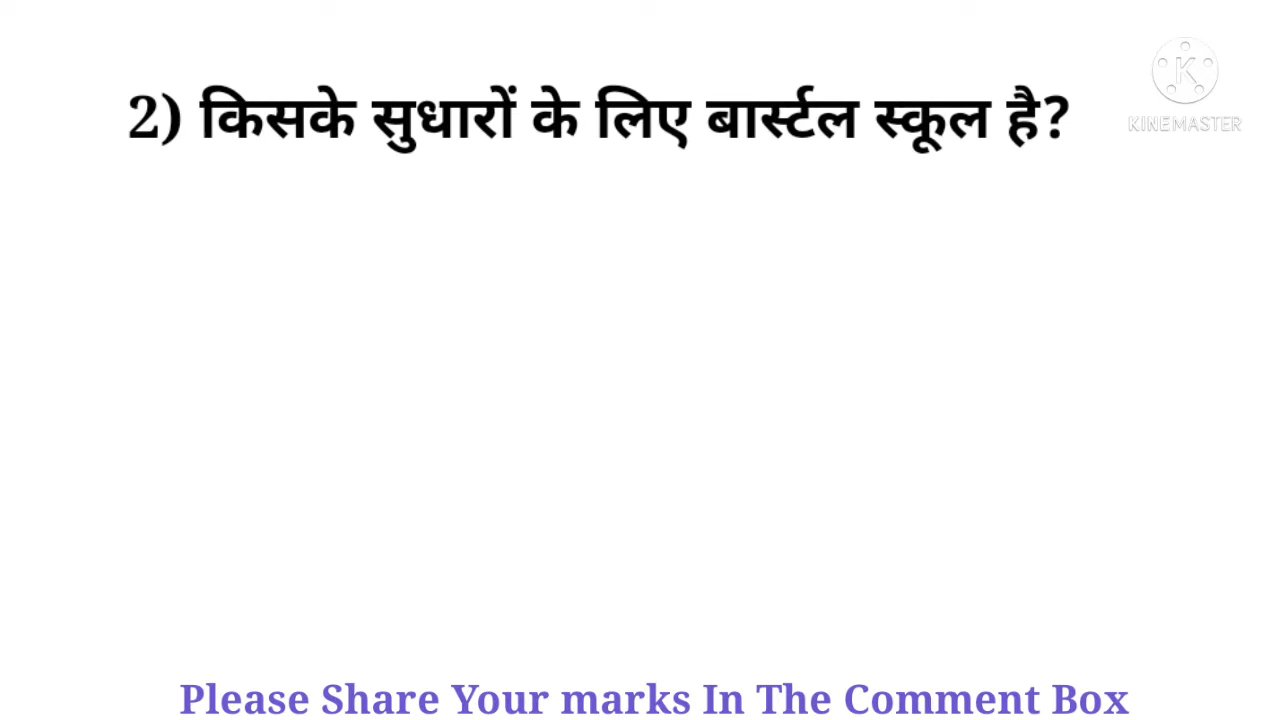 2) किसके सुधारों के लिए बार्स्टल स्कूल है?
K
KINEMASTER
Please Share Your marks In The Comment Box